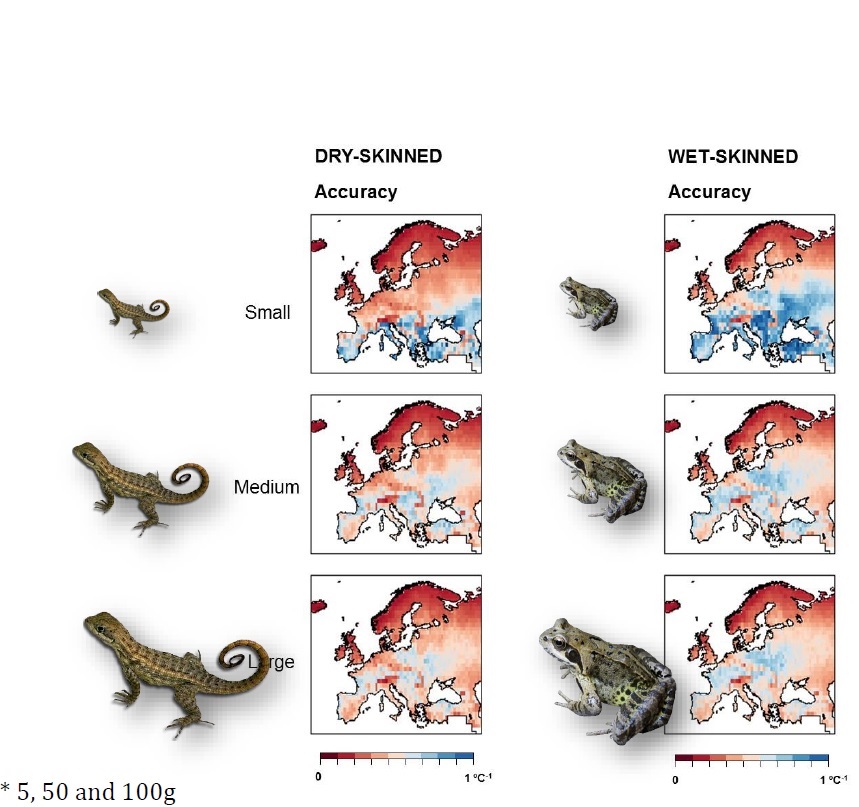 DRY-SKINNED
WET-SKINNED
Accuracy
Accuracy
Small
Medium
Large
0
1 °C⁻¹
0
1 °C⁻¹
* 5, 50 and 100g